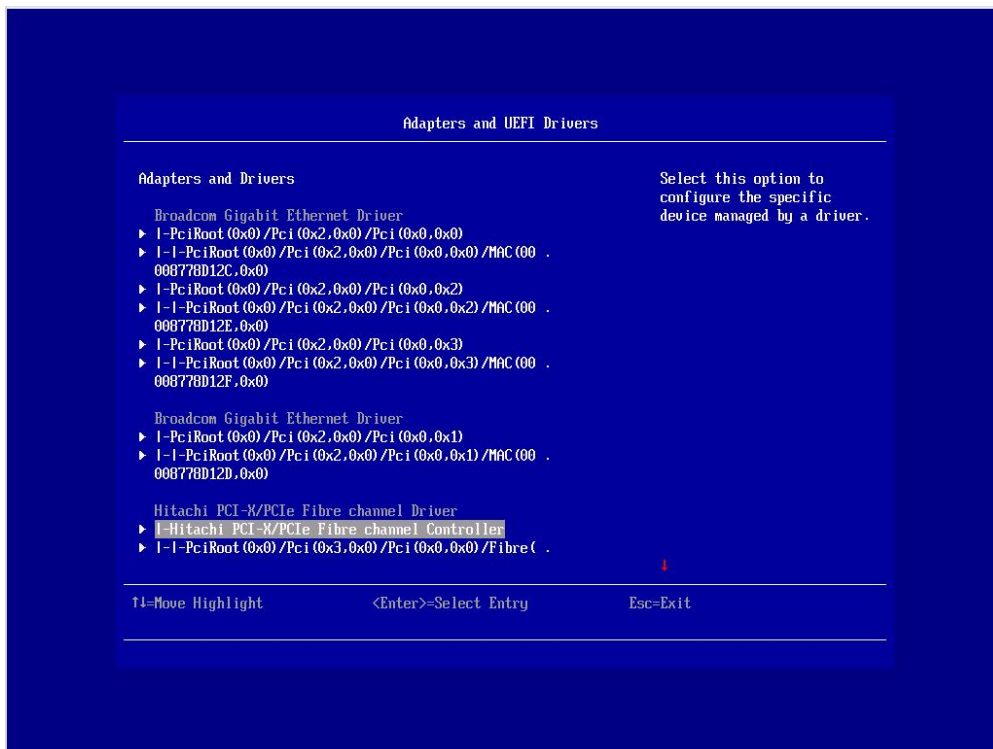 Adapters and UEFI Drivers
Adapters and Drivers
Select this option to
configure the specific
device managed by a driver.
Broadcom Gigabit Ethernet Driver
▶ |-PciRoot(0x0)/Pci(0x2,0x0)/Pci(0x0,0x0)
▶ |-|-PciRoot(0x0)/Pci(0x2,0x0)/Pci(0x0,0x0)/MAC(00 .
008778D12C,0x0)
▶ |-PciRoot(0x0)/Pci(0x2,0x0)/Pci(0x0,0x2)
▶ |-|-PciRoot(0x0)/Pci(0x2,0x0)/Pci(0x0,0x2)/MAC(00 .
008778D12E,0x0)
▶ |-PciRoot(0x0)/Pci(0x2,0x0)/Pci(0x0,0x3)
▶ |-|-PciRoot(0x0)/Pci(0x2,0x0)/Pci(0x0,0x3)/MAC(00 .
008778D12F,0x0)
Broadcom Gigabit Ethernet Driver
▶ |-PciRoot(0x0)/Pci(0x2,0x0)/Pci(0x0,0x1)
▶ |-|-PciRoot(0x0)/Pci(0x2,0x0)/Pci(0x0,0x1)/MAC(00 .
008778D12D,0x0)
Hitachi PCI-X/PCIe Fibre channel Driver
▶ |-Hitachi PCI-X/PCIe Fibre channel Controller
▶ |-|-PciRoot(0x0)/Pci(0x3,0x0)/Pci(0x0,0x0)/Fibre( .
↓
↑↓=Move Highlight <Enter>=Select Entry Esc=Exit